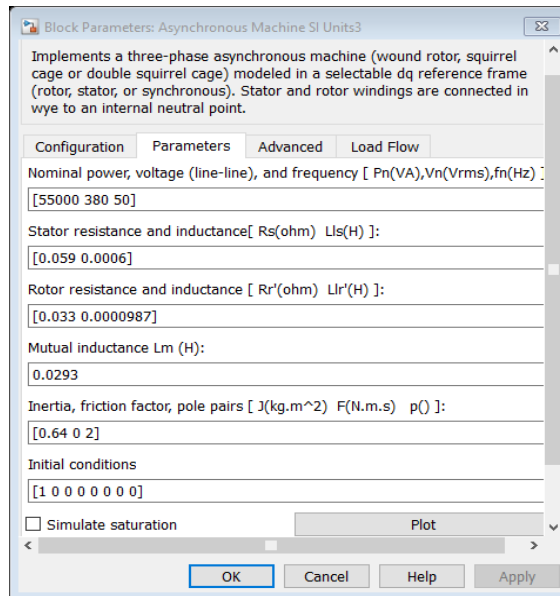 Block Parameters: Asynchronous Machine SI Units3
Implements a three-phase asynchronous machine (wound rotor, squirrel
cage or double squirrel cage) modeled in a selectable dq reference frame
(rotor, stator, or synchronous). Stator and rotor windings are connected in
wye to an internal neutral point.
Configuration Parameters Advanced Load Flow
Nominal power, voltage (line-line), and frequency [ Pn(VA),Vn(Vrms),fn(Hz) ]
[55000 380 50]
Stator resistance and inductance[ Rs(ohm) Lls(H) ]:
[0.059 0.0006]
Rotor resistance and inductance [ Rr'(ohm) Llr'(H) ]:
[0.033 0.0000987]
Mutual inductance Lm (H):
0.0293
Inertia, friction factor, pole pairs [ J(kg.m^2) F(N.m.s) p() ]:
[0.64 0 2]
Initial conditions
[1 0 0 0 0 0 0 0]
Simulate saturation Plot
OK Cancel Help Apply